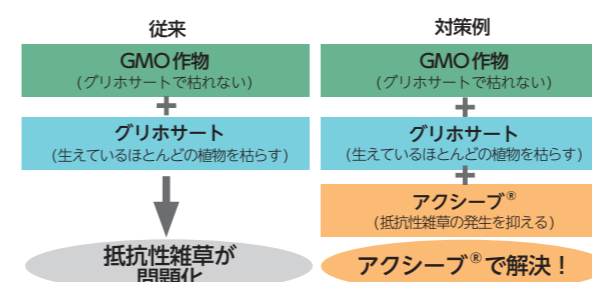 従来
GMO作物
(グリホサートで枯れない)
+
グリホサート
(生えているほとんどの植物を枯らす)
抵抗性雑草が
問題化
対策例
GMO作物
(グリホサートで枯れない)
+
グリホサート
(生えているほとんどの植物を枯らす)
+
アクシーブ®
(抵抗性雑草の発生を抑える)
アクシーブ®で解決！